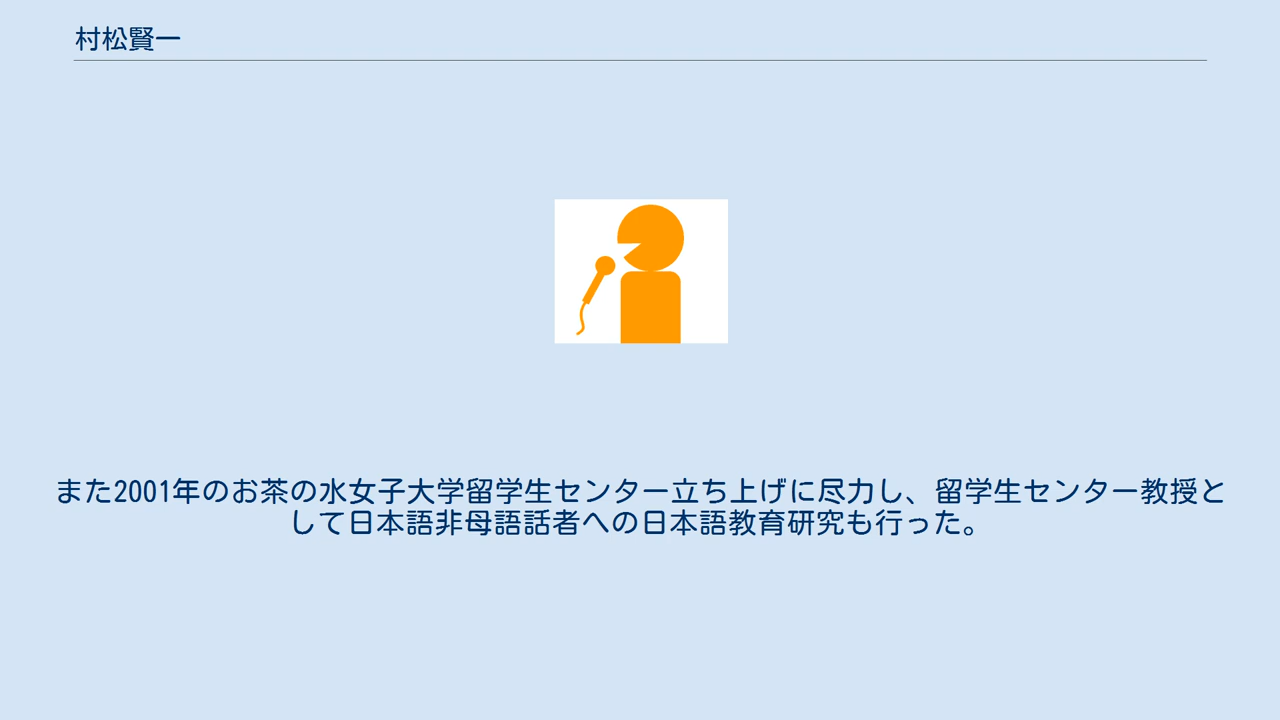 村松賢一
また2001年のお茶の水女子大学留学生センター立ち上げに尽力し、留学生センター教授と
して日本語非母語話者への日本語教育研究も行った。